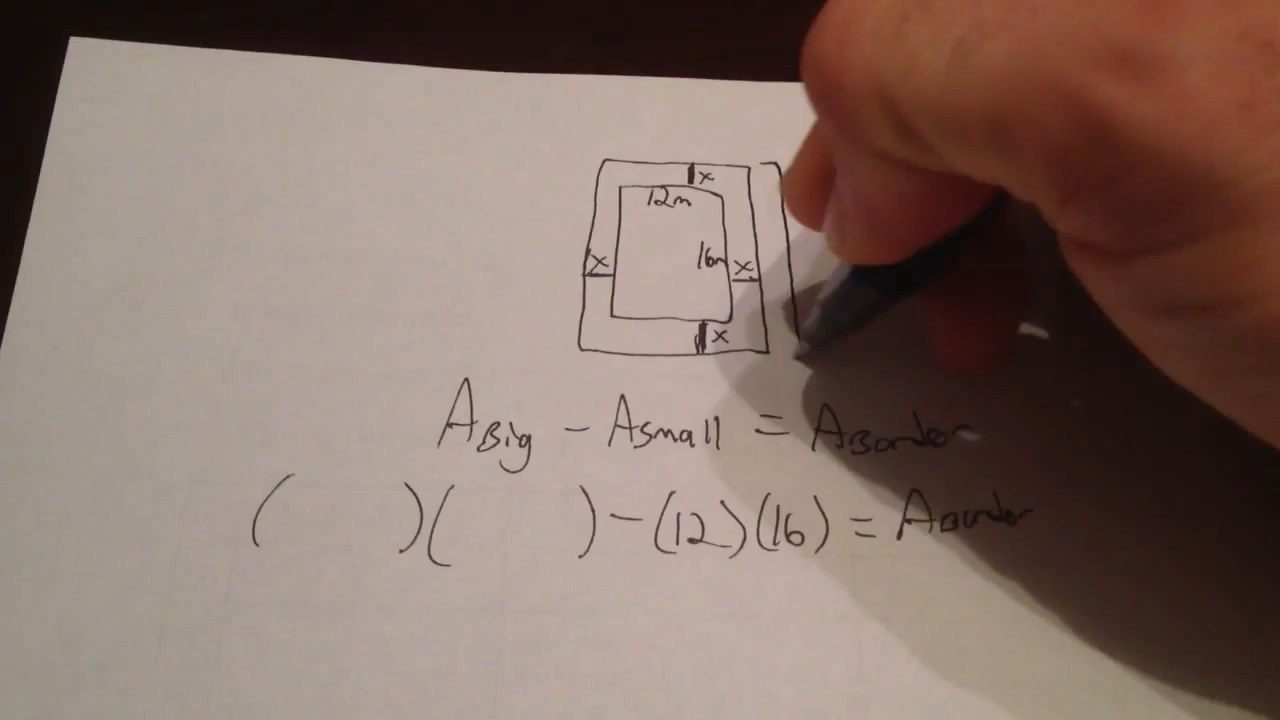 x
12m
x 16m x
x
ABig - Asmall = ABorder
( )( ) - (12)(16) = ABorder